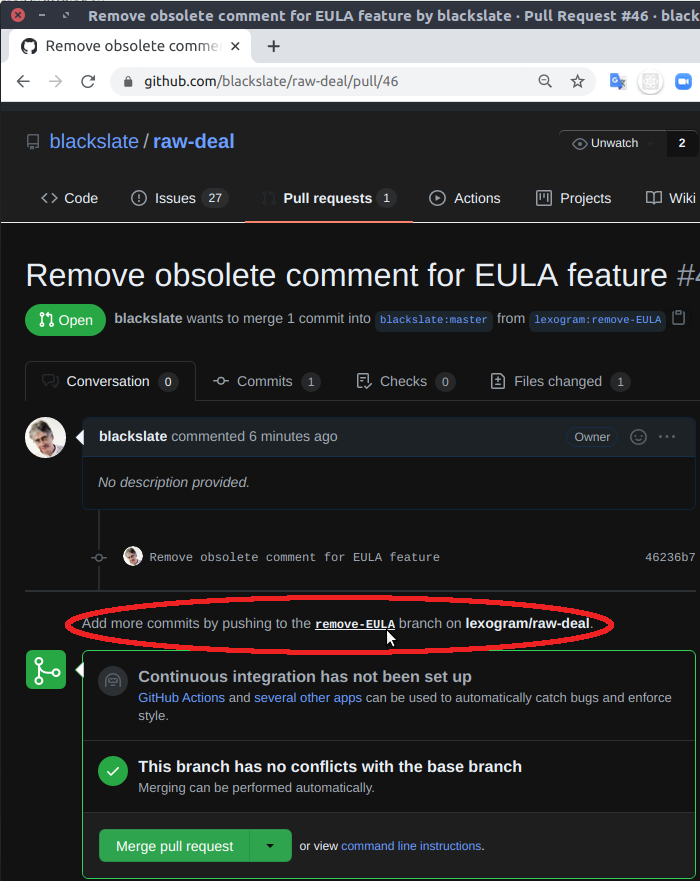 Remove obsolete comment for EULA feature by blackslate · Pull Request #46 · black
Remove obsolete comme
github.com/blackslate/raw-deal/pull/46
blackslate / raw-deal
Unwatch 2
Code Issues 27 Pull requests 1 Actions Projects Wiki
Remove obsolete comment for EULA feature #4
Open blackslate wants to merge 1 commit into blackslate:master from lexogram:remove-EULA
Conversation 0 Commits 1 Checks 0 Files changed 1
blackslate commented 6 minutes ago Owner
No description provided.
Remove obsolete comment for EULA feature 46236b7
Add more commits by pushing to the remove-EULA branch on lexogram/raw-deal.
Continuous integration has not been set up
GitHub Actions and several other apps can be used to automatically catch bugs and enforce
style.
This branch has no conflicts with the base branch
Merging can be performed automatically.
Merge pull request or view command line instructions.